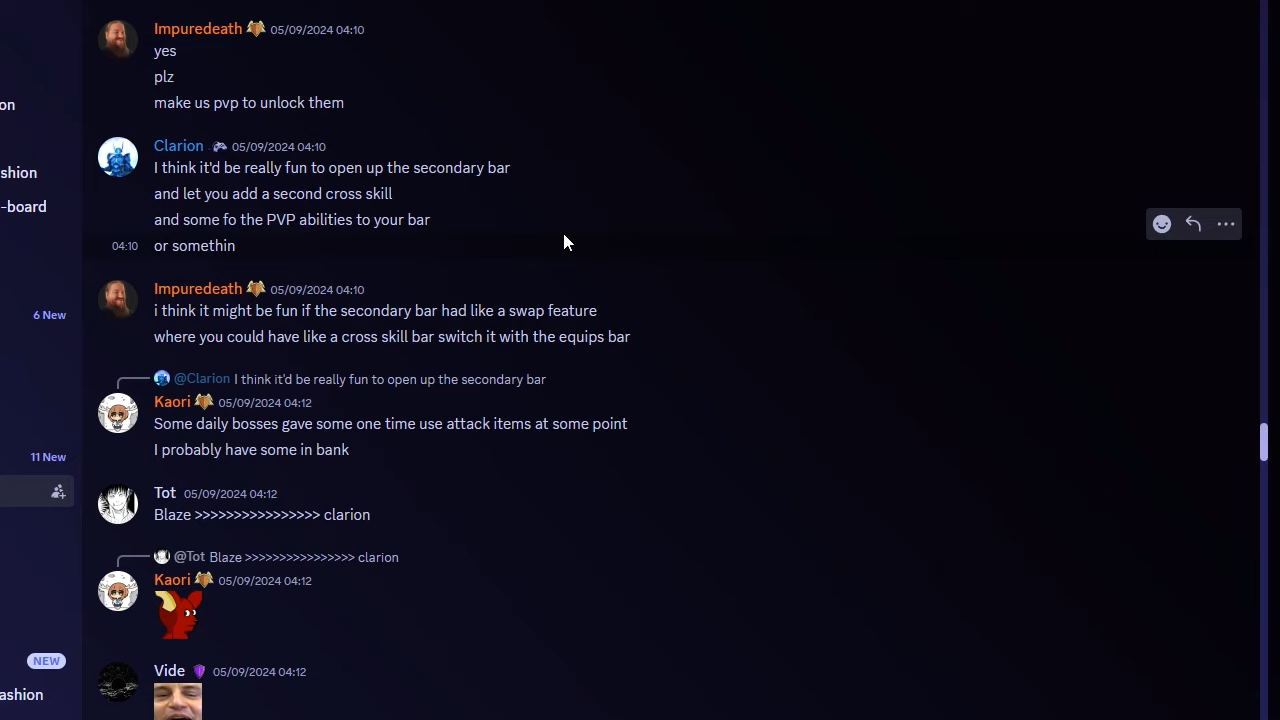 Impuredeath 05/09/2024 04:10
yes
plz
make us pvp to unlock them
on
Clarion 05/09/2024 04:10
I think it'd be really fun to open up the secondary bar
shion
and let you add a second cross skill
-board
and some fo the PVP abilities to your bar
04:10 or somethin
Impuredeath 05/09/2024 04:10
i think it might be fun if the secondary bar had like a swap feature
6 New
where you could have like a cross skill bar switch it with the equips bar
@Clarion I think it'd be really fun to open up the secondary bar
Kaori 05/09/2024 04:12
Some daily bosses gave some one time use attack items at some point
I probably have some in bank
11 New
Tot 05/09/2024 04:12
Blaze >>>>>>>>>>>>>>>> clarion
@Tot Blaze >>>>>>>>>>>>>>>> clarion
Kaori 05/09/2024 04:12
NEW
Vide 05/09/2024 04:12
ashion